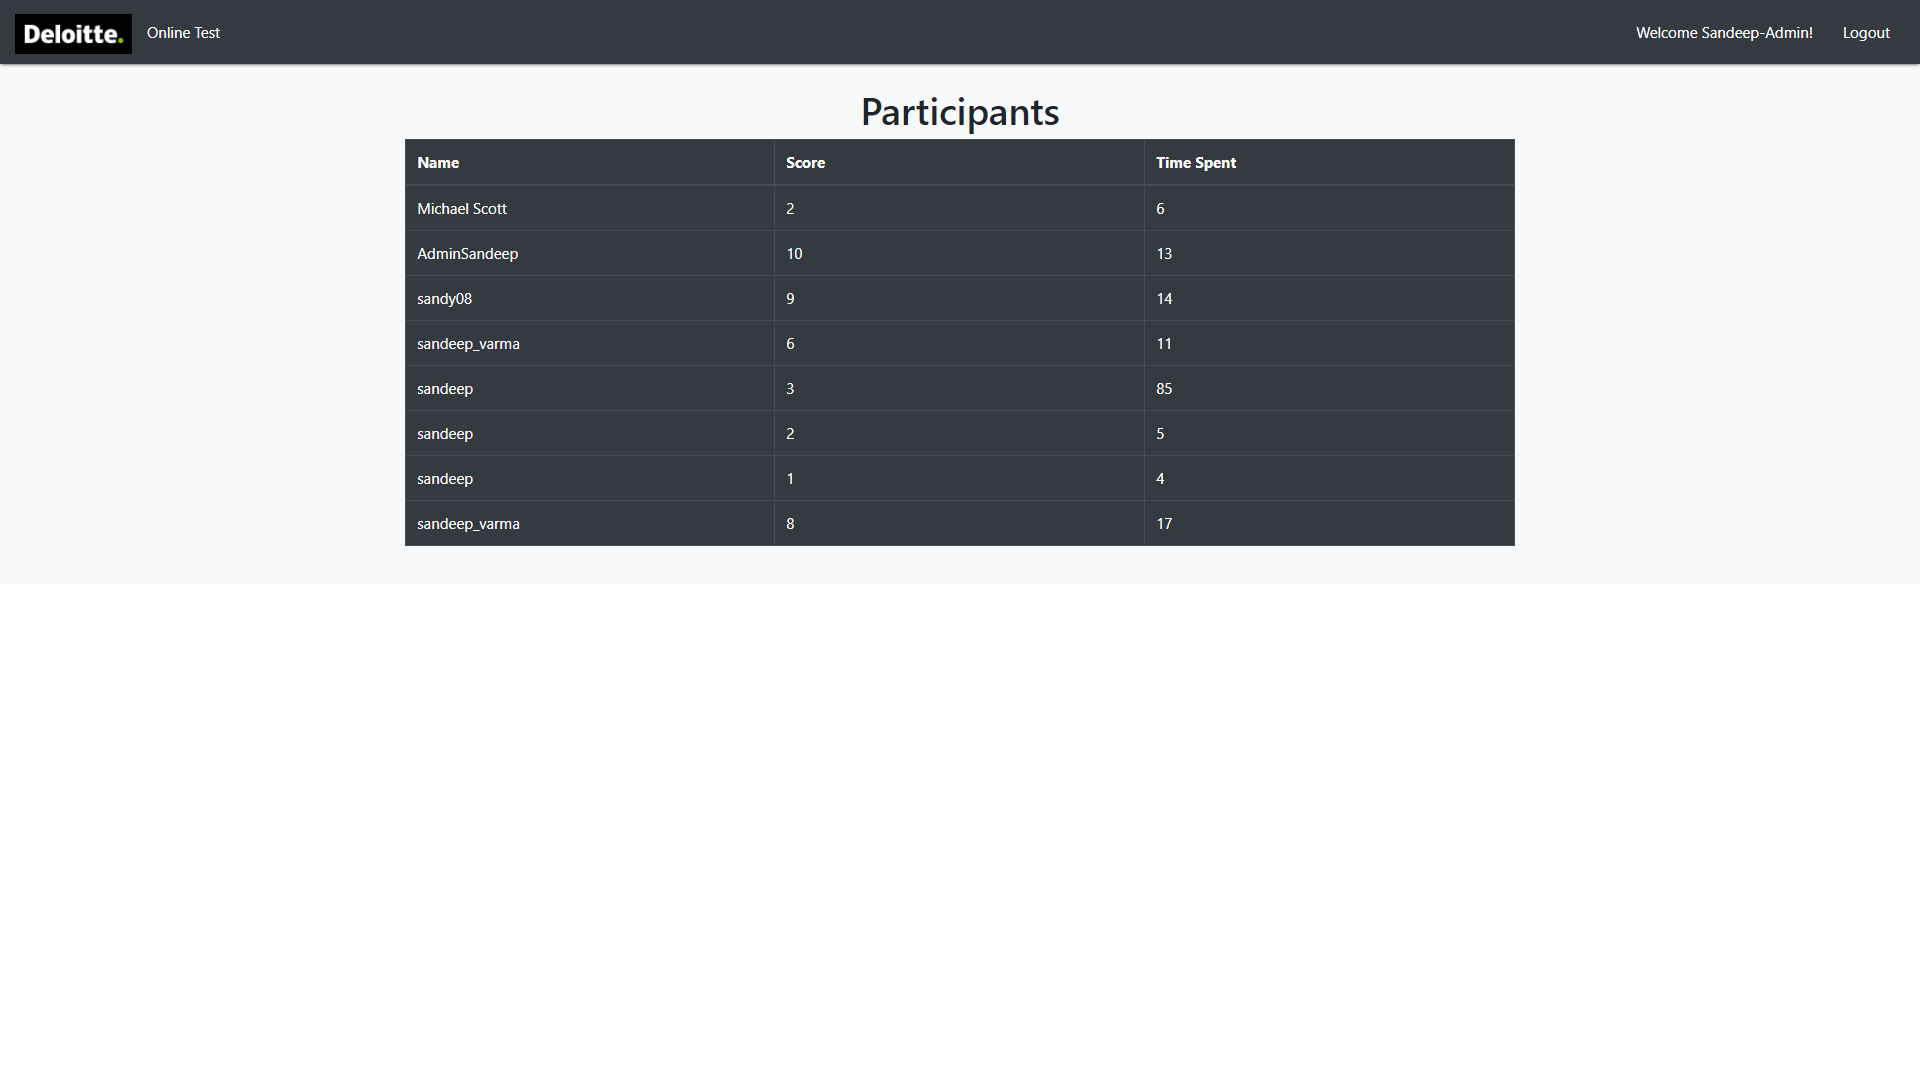 Deloitte. Online Test Welcome Sandeep-Admin! Logout
Participants
Name Score Time Spent
Michael Scott 2 6
AdminSandeep 10 13
sandy08 9 14
sandeep_varma 6 11
sandeep 3 85
sandeep 2 5
sandeep 1 4
sandeep_varma 8 17